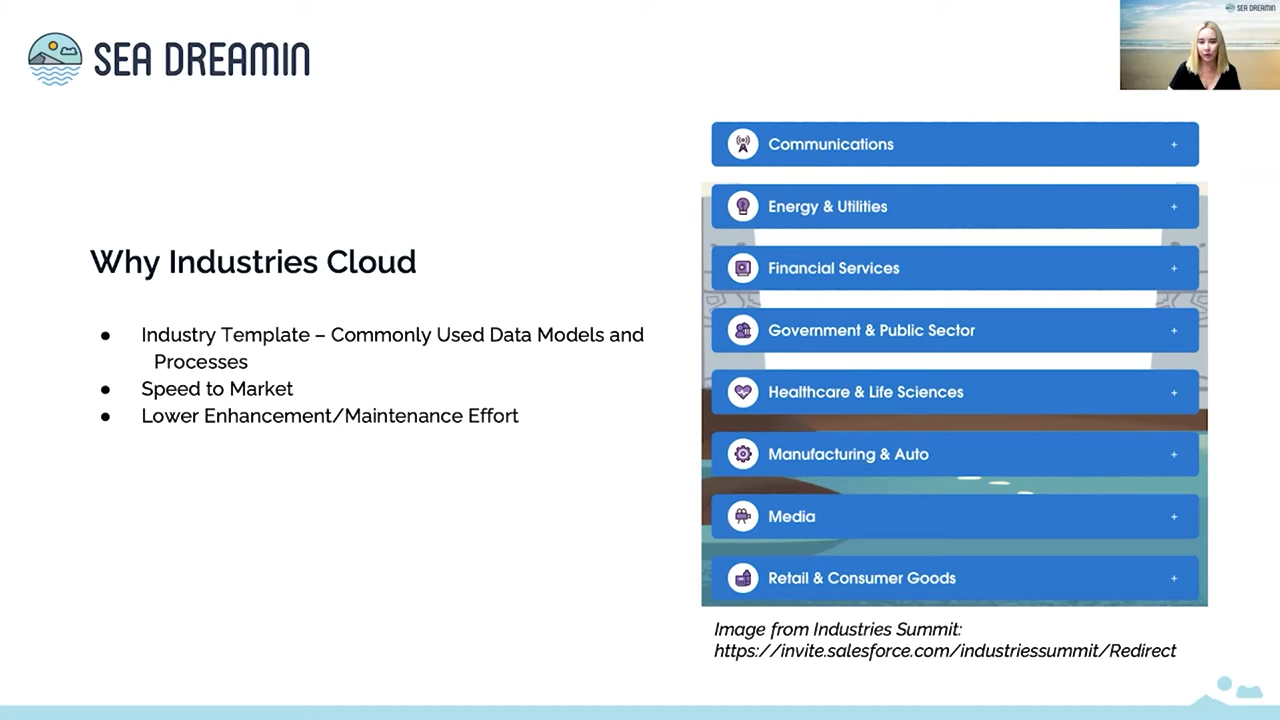 SEA DREAMIN
SEA DREAMIN
Why Industries Cloud
● Industry Template – Commonly Used Data Models and
Processes
● Speed to Market
● Lower Enhancement/Maintenance Effort
Communications +
Energy & Utilities +
Financial Services +
Government & Public Sector +
Healthcare & Life Sciences +
Manufacturing & Auto +
Media +
Retail & Consumer Goods +
Image from Industries Summit:
https://invite.salesforce.com/industriessummit/Redirect